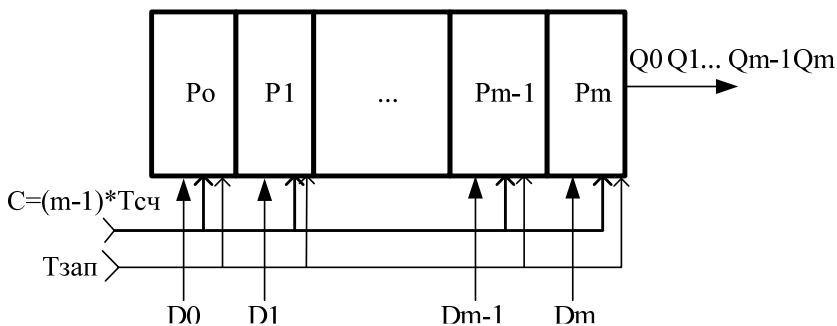 Q0 Q1... Qm-1Qm
Po P1 ... Pm-1 Pm
C=(m-1)*Tсч
Tзап
D0 D1 Dm-1 Dm